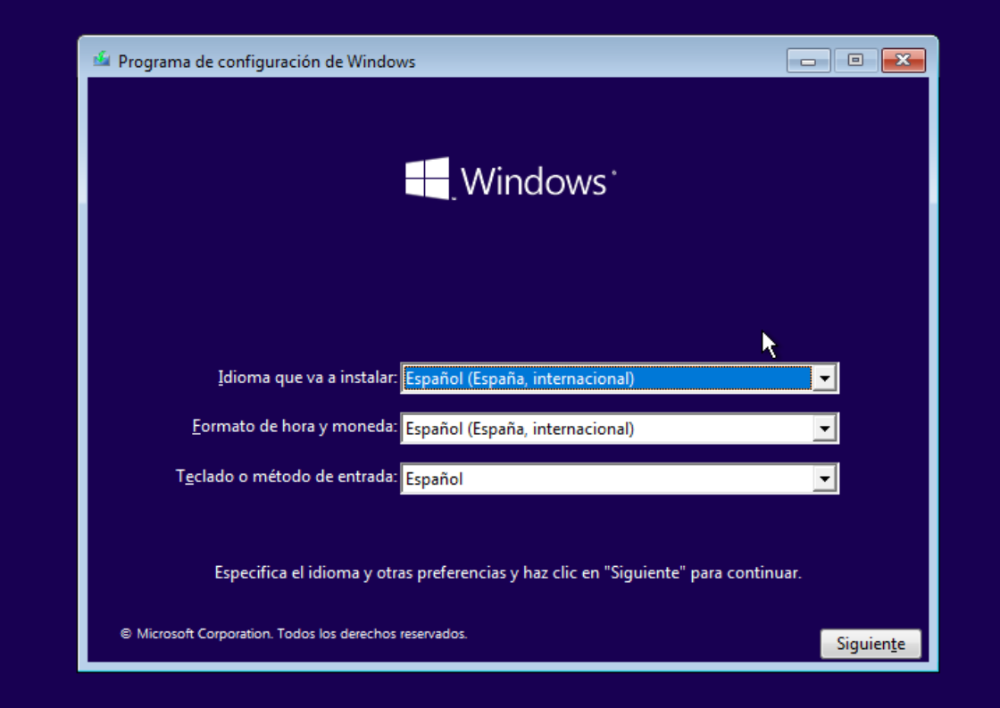 Programa de configuración de Windows
Windows
Idioma que va a instalar: Español (España, internacional)
Formato de hora y moneda: Español (España, internacional)
Teclado o método de entrada: Español
Especifica el idioma y otras preferencias y haz clic en "Siguiente" para continuar.
© Microsoft Corporation. Todos los derechos reservados.
Siguiente